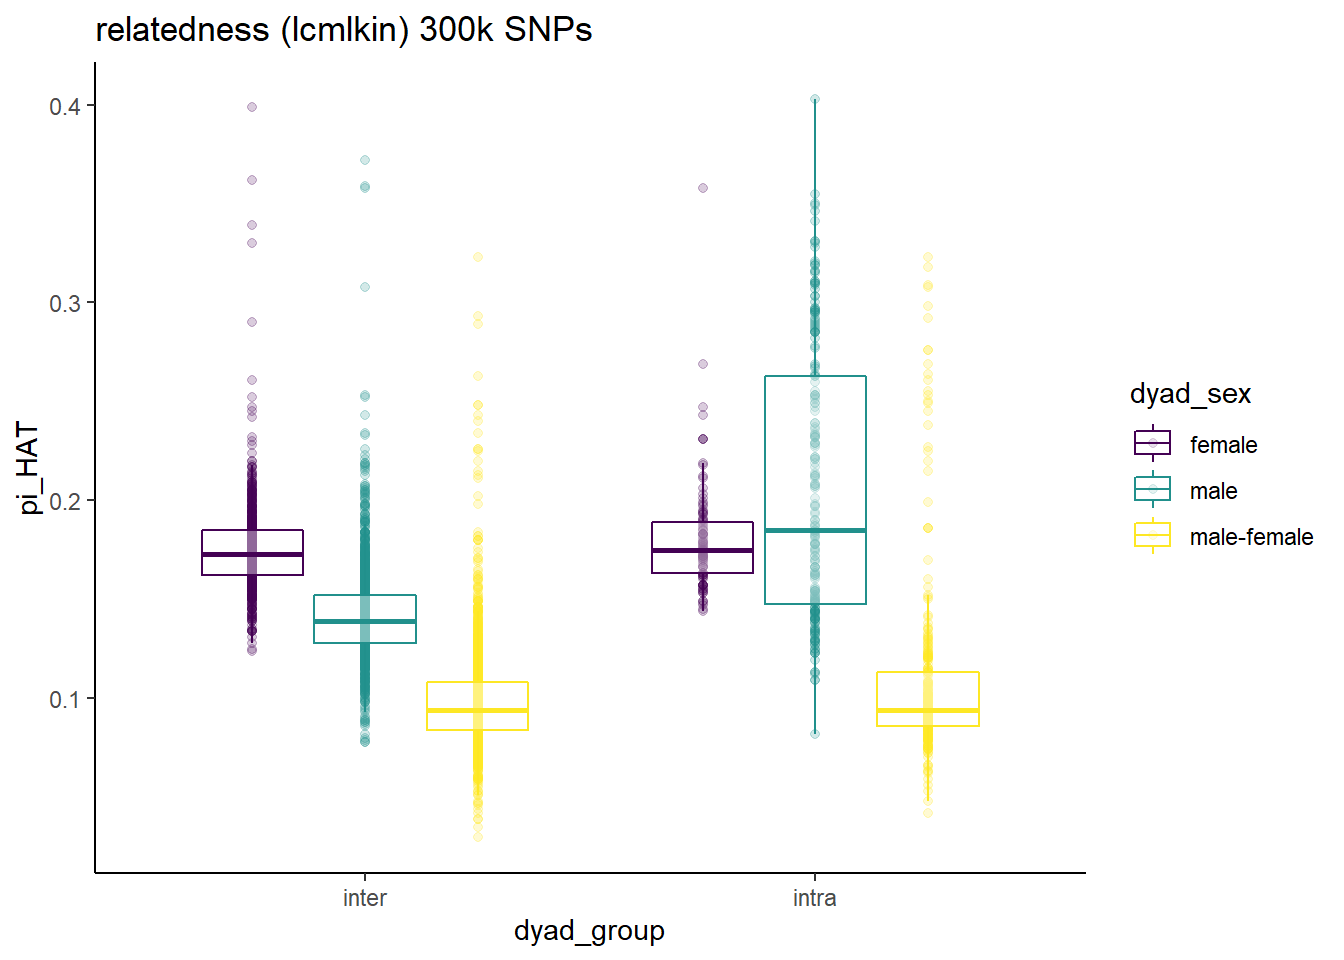 relatedness (lcmlkin) 300k SNPs
pi_HAT
0.4
0.3
0.2
0.1
inter
intra
dyad_group
dyad_sex
female
male
male-female